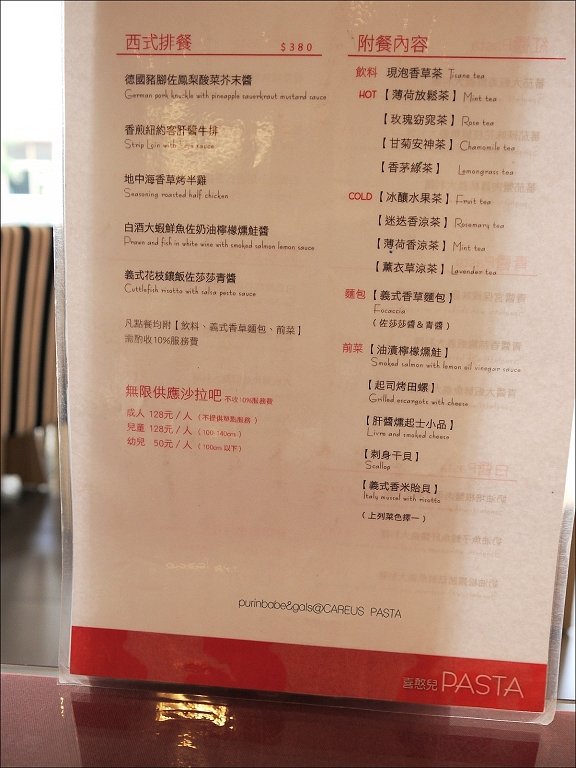 西式排餐 $380
德國豬腳佐鳳梨酸菜芥末醬
German pork knuckle with pineapple sauerkraut mustard sauce
香煎紐約客肝醬牛排
Strip Loin with sauce
地中海香草烤半雞
Seasoning roasted half chicken
白酒大蝦鮮魚佐奶油檸檬燻鮭醬
Prawn and fish in white wine with smoked salmon lemon sauce
義式花枝鑲飯佐莎莎青醬
Cuttlefish risotto with salsa pesto sauce
凡點餐均附【飲料、義式香草麵包、前菜】
需酌收10%服務費
無限供應沙拉吧 不收10%服務費
成人 128元 / 人 ( 不提供單點服務 )
兒童 128元 / 人 ( 100-140cm )
幼兒 50元 / 人 ( 100cm 以下 )
附餐內容
飲料 現泡香草茶 Tisane tea
HOT 【薄荷放鬆茶】 Mint tea
【玫瑰窈窕茶】 Rose tea
【甘菊安神茶】 Chamomile tea
【香茅綠茶】 Lemongrass tea
COLD 【冰釀水果茶】 Fruit tea
【迷迭香涼茶】 Rosemary tea
【薄荷香涼茶】 Mint tea
【薰衣草涼茶】 Lavender tea
麵包 【義式香草麵包】
Focaccia
( 佐莎莎醬&青醬 )
前菜 【油漬檸檬燻鮭】
Smoked salmon with lemon oil vinegar sauce
【起司烤田螺】
Grilled escargots with cheese
【肝醬燻起士小品】
Livre and smoked cheese
【刺身干貝】
Scallop
【義式香米貽貝】
Italy mussel with risotto
( 上列菜色擇一 )
purinbabe&gals@CAREUS PASTA
喜憨兒 PASTA